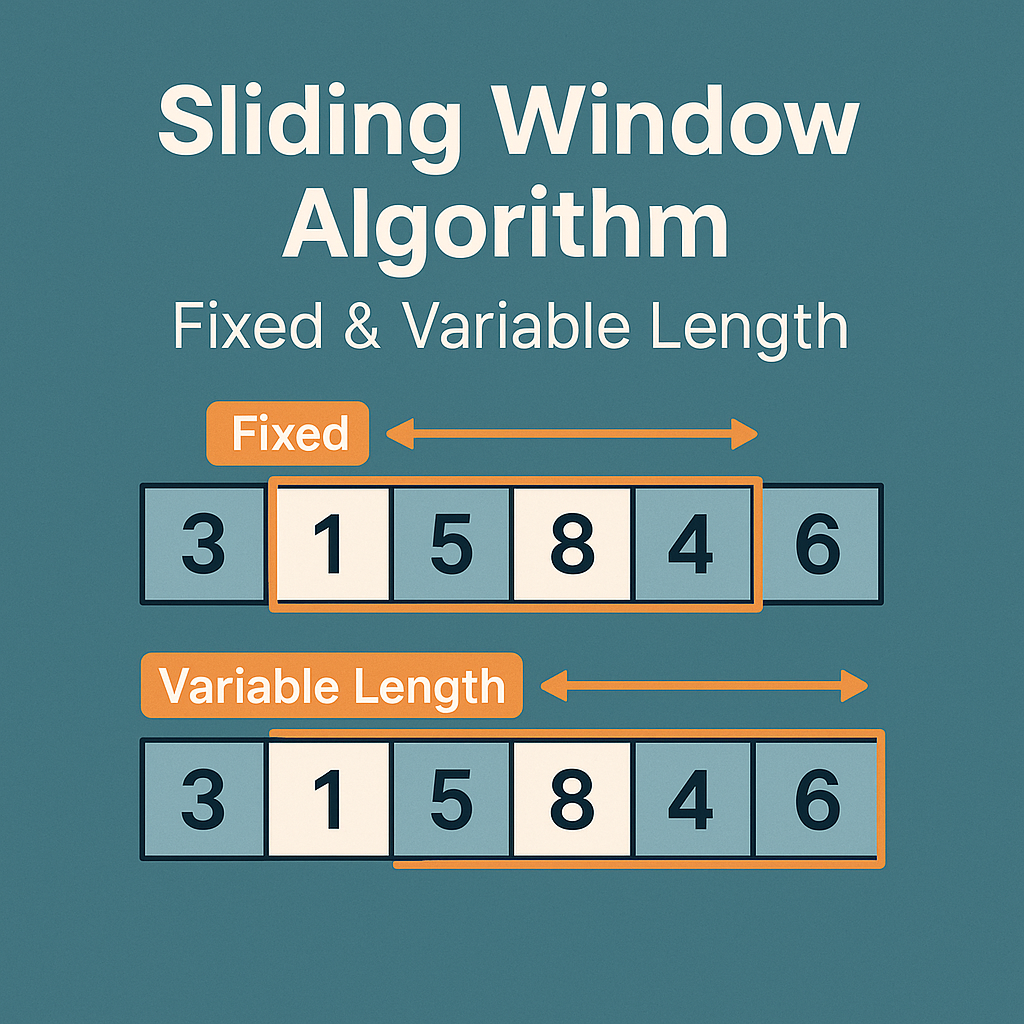 Sliding Window
Algorithm
Fixed & Variable Length
Fixed
3 1 5 8 4 6
Variable Length
3 1 5 8 4 6